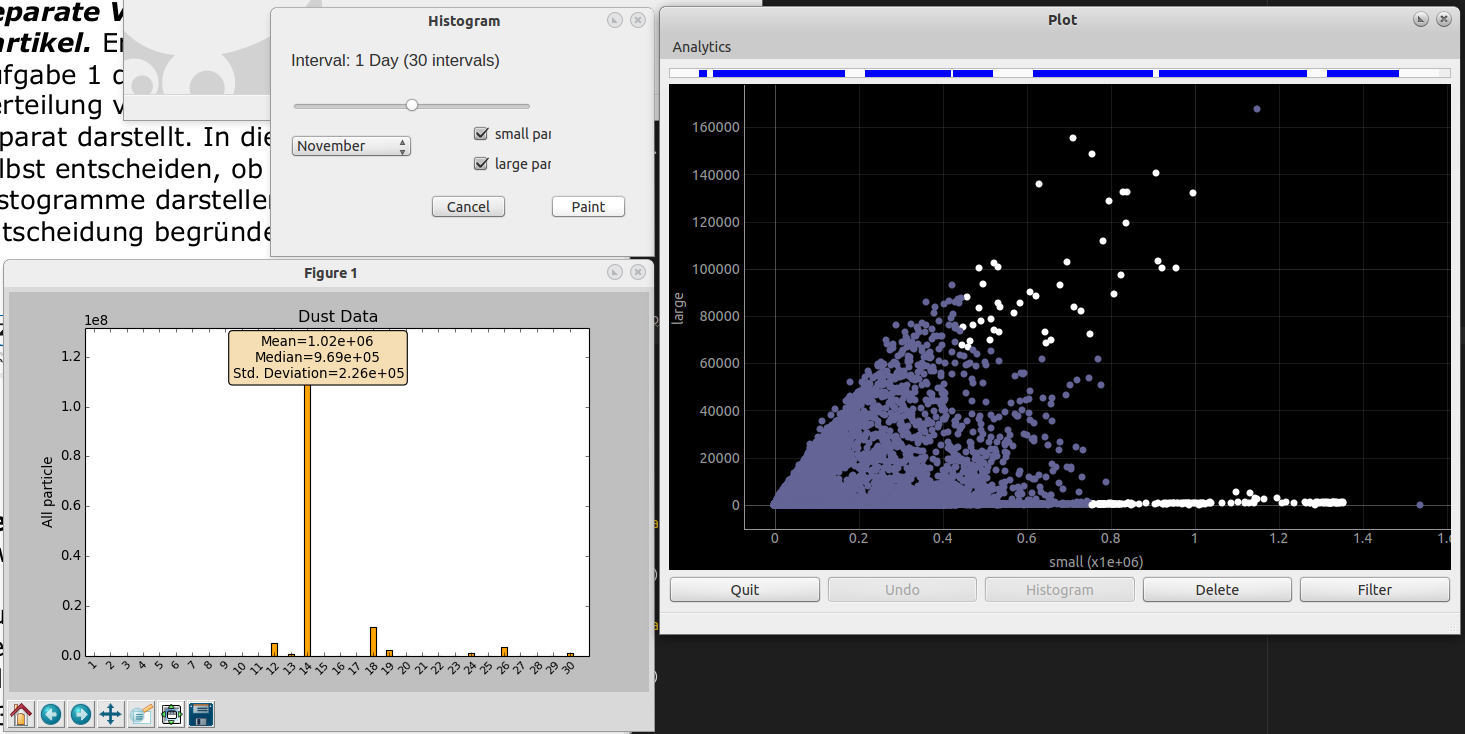 eparate V
artikel. Er
ufgabe 1 d
erteilung v
parat darstellt. In die
elbst entscheiden, ob
stogramme darsteller
tscheidung begründe
Histogram
Interval: 1 Day (30 intervals)
November
small par
large par
Cancel
Paint
Figure 1
Dust Data
1e8
Mean=1.02e+06
Median=9.69e+05
Std. Deviation=2.26e+05
1.2
1.0
0.8
0.6
0.4
0.2
0.0
All particle
1 2 3 4 5 6 7 8 9 10 11 12 13 14 15 16 17 18 19 20 21 22 23 24 25 26 27 28 29 30
Plot
Analytics
160000
140000
120000
100000
80000
60000
40000
20000
0
large
0 0.2 0.4 0.6 0.8 1 1.2 1.4 1.6
small (x1e+06)
Quit
Undo
Histogram
Delete
Filter